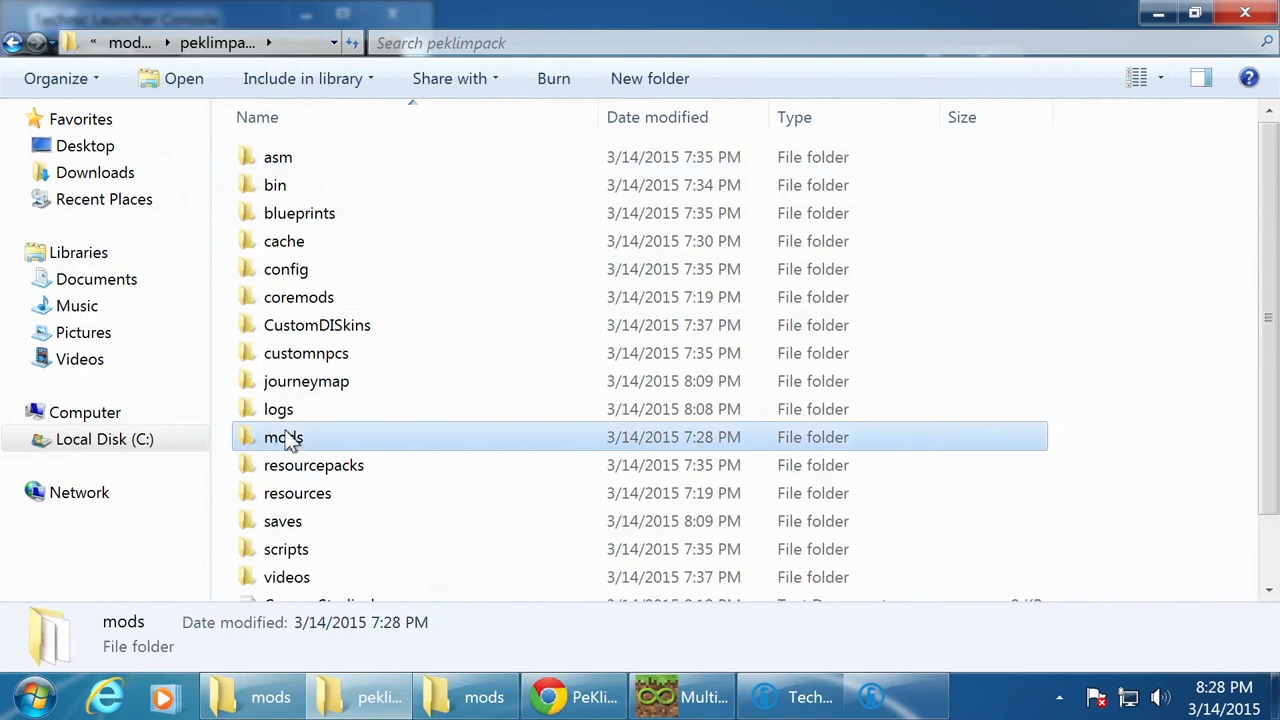 Technic Launcher Console
« mod... peklimpa... Search peklimpack
Organize Open Include in library Share with Burn New folder
Favorites
Desktop
Downloads
Recent Places
Libraries
Documents
Music
Pictures
Videos
Computer
Local Disk (C:)
Network
Name Date modified Type Size
asm 3/14/2015 7:35 PM File folder
bin 3/14/2015 7:34 PM File folder
blueprints 3/14/2015 7:35 PM File folder
cache 3/14/2015 7:30 PM File folder
config 3/14/2015 7:35 PM File folder
coremods 3/14/2015 7:19 PM File folder
CustomDISkins 3/14/2015 7:37 PM File folder
customnpcs 3/14/2015 7:35 PM File folder
journeymap 3/14/2015 8:09 PM File folder
logs 3/14/2015 8:08 PM File folder
mods 3/14/2015 7:28 PM File folder
resourcepacks 3/14/2015 7:35 PM File folder
resources 3/14/2015 7:19 PM File folder
saves 3/14/2015 8:09 PM File folder
scripts 3/14/2015 7:35 PM File folder
videos 3/14/2015 7:37 PM File folder
mods Date modified: 3/14/2015 7:28 PM
File folder
mods pekli... mods PeKli... Multi... Tech...
8:28 PM
3/14/2015